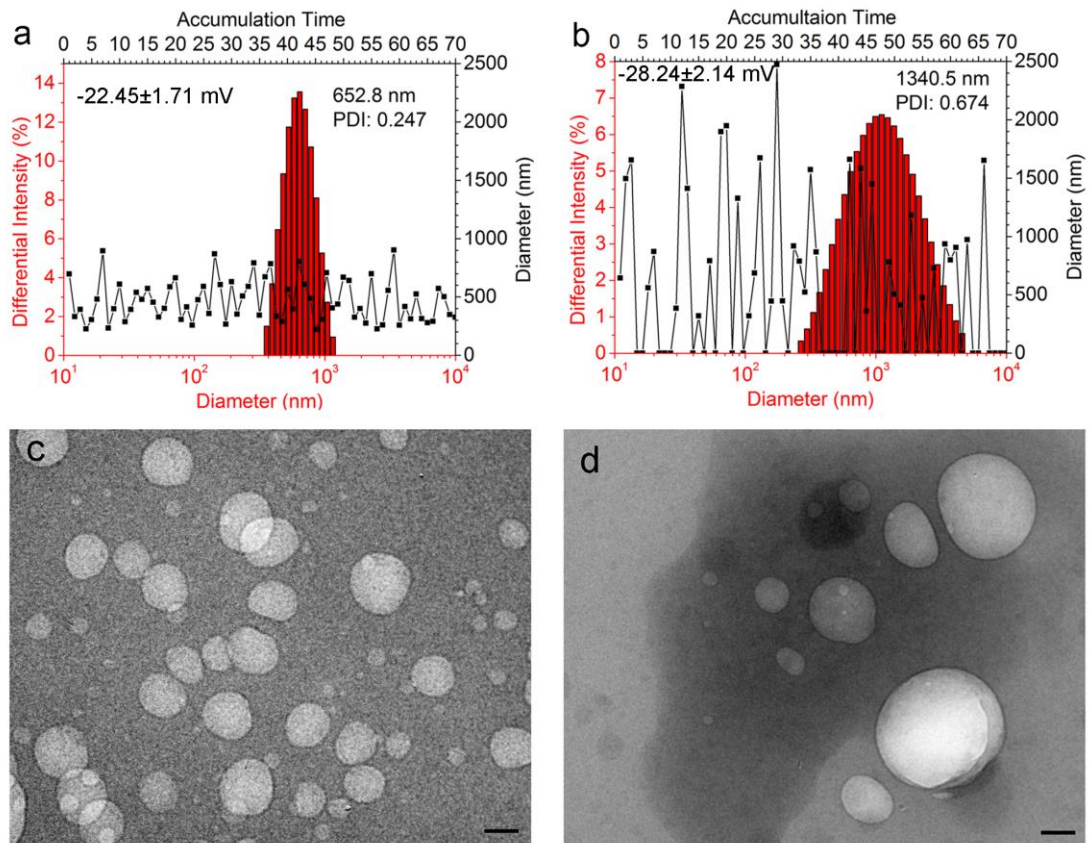 a
Accumulation Time
0 5 10 15 20 25 30 35 40 45 50 55 60 65 70
14
12
10
8
6
4
2
0
Differential Intensity (%)
-22.45±1.71 mV
652.8 nm
PDI: 0.247
2500
2000
1500
1000
500
0
Diameter (nm)
10¹ 10² 10³ 10⁴
Diameter (nm)
b
Accumultaion Time
0 5 10 15 20 25 30 35 40 45 50 55 60 65 70
8
7
6
5
4
3
2
1
0
Differential Intensity (%)
-28.24±2.14 mV
1340.5 nm
PDI: 0.674
2500
2000
1500
1000
500
0
Diameter (nm)
10¹ 10² 10³ 10⁴
Diameter (nm)
c
d